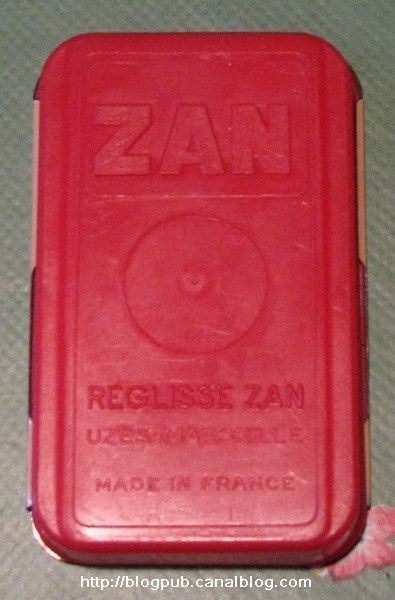 ZAN
RÉGLISSE ZAN
UZÈS-MARSEILLE
MADE IN FRANCE
http://blogpub.canalblog.com